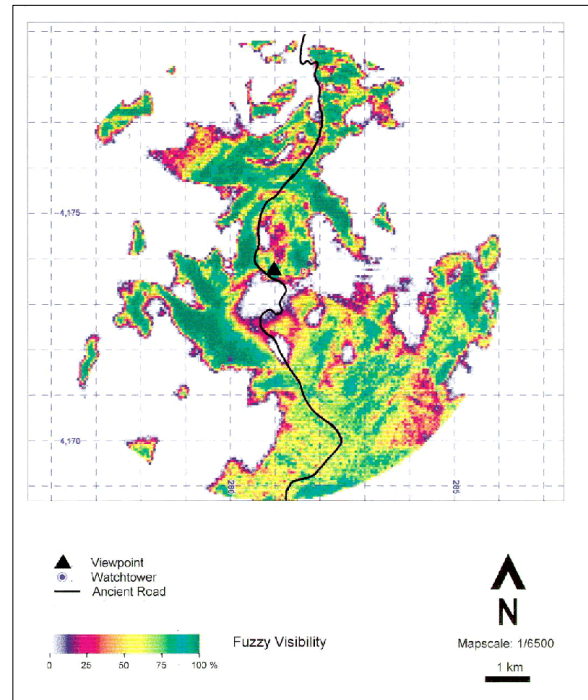 4,175
4,170
280
285
Viewpoint
Watchtower
Ancient Road
Fuzzy Visibility
0 25 50 75 100 %
N
Mapscale: 1/6500
1 km